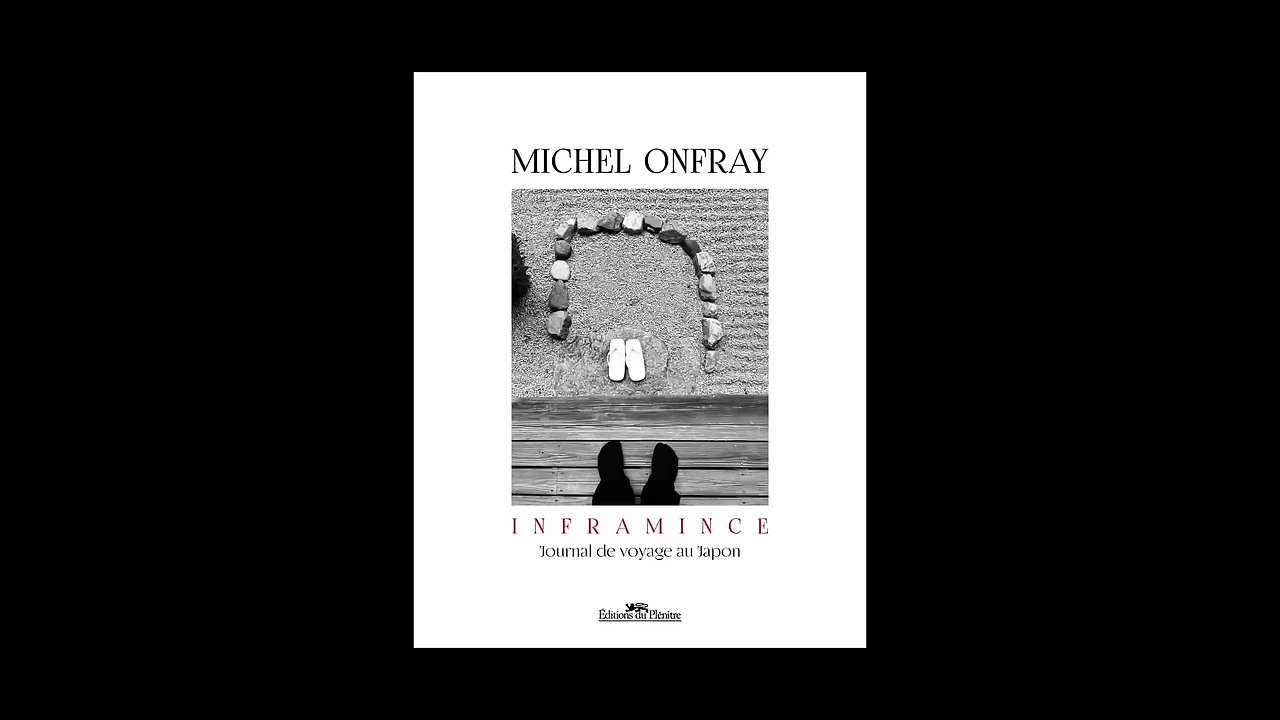 MICHEL ONFRAY
INFRAMINCE
Journal de voyage au Japon
Éditions du Plénitre